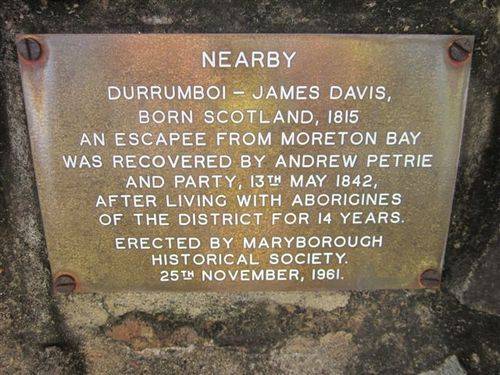 NEARBY
DURRUMBOI – JAMES DAVIS,
BORN SCOTLAND, 1815
AN ESCAPEE FROM MORETON BAY
WAS RECOVERED BY ANDREW PETRIE
AND PARTY, 13TH MAY 1842,
AFTER LIVING WITH ABORIGINES
OF THE DISTRICT FOR 14 YEARS.
ERECTED BY MARYBOROUGH
HISTORICAL SOCIETY.
25TH NOVEMBER, 1961.